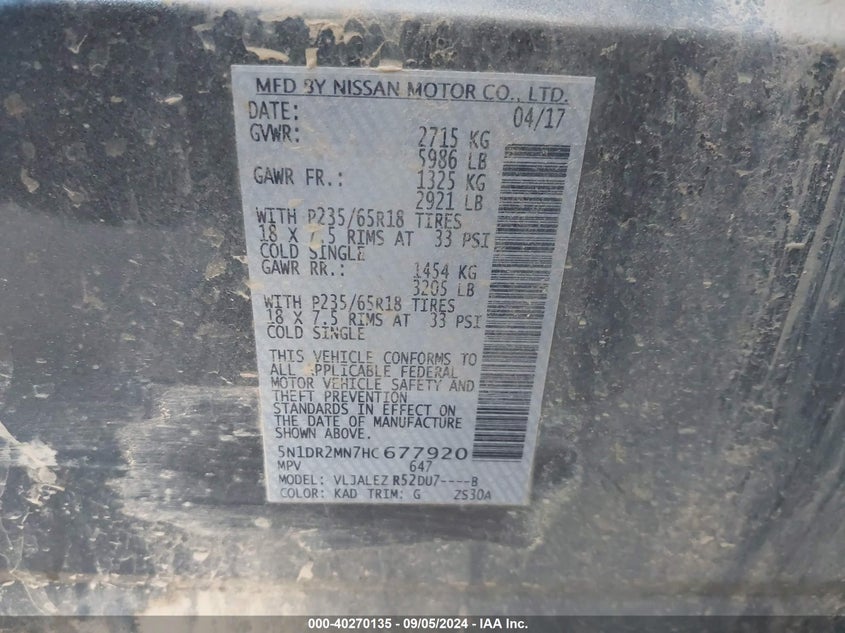 MFD BY NISSAN MOTOR CO., LTD.
DATE: 04/17
GVWR: 2715 KG
5986 LB
GAWR FR.: 1325 KG
2921 LB
WITH P235/65R18 TIRES
18 X 7.5 RIMS AT 33 PSI
COLD SINGLE
GAWR RR.: 1454 KG
3205 LB
WITH P235/65R18 TIRES
18 X 7.5 RIMS AT 33 PSI
COLD SINGLE
THIS VEHICLE CONFORMS TO
ALL APPLICABLE FEDERAL
MOTOR VEHICLE SAFETY AND
THEFT PREVENTION
STANDARDS IN EFFECT ON
THE DATE OF MANUFACTURE
SHOWN ABOVE.
5N1DR2MN7HC677920
MPV 647
MODEL: VLJALEZ R52DU7----B
COLOR: KAD TRIM: G ZS30A
000-40270135 - 09/05/2024 - IAA Inc.